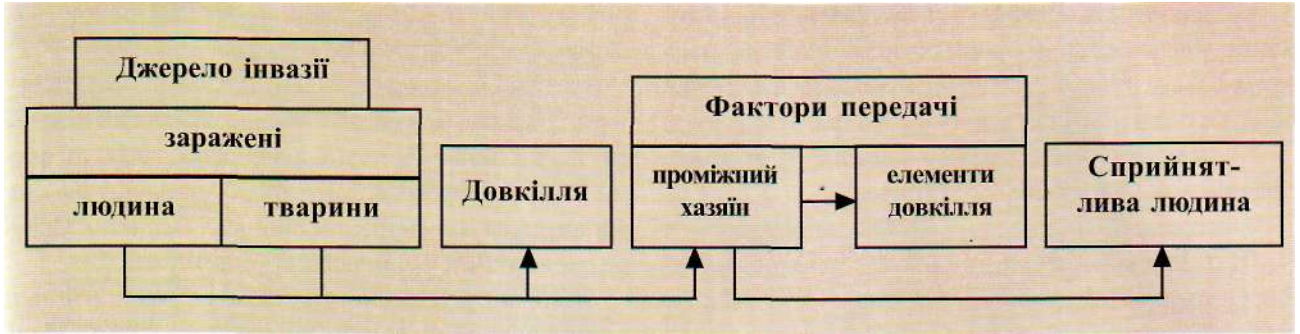 Джерело інвазії
заражені
людина
тварини
Довкілля
Фактори передачі
проміжний
хазяїн
елементи
довкілля
Сприйнят-
лива людина